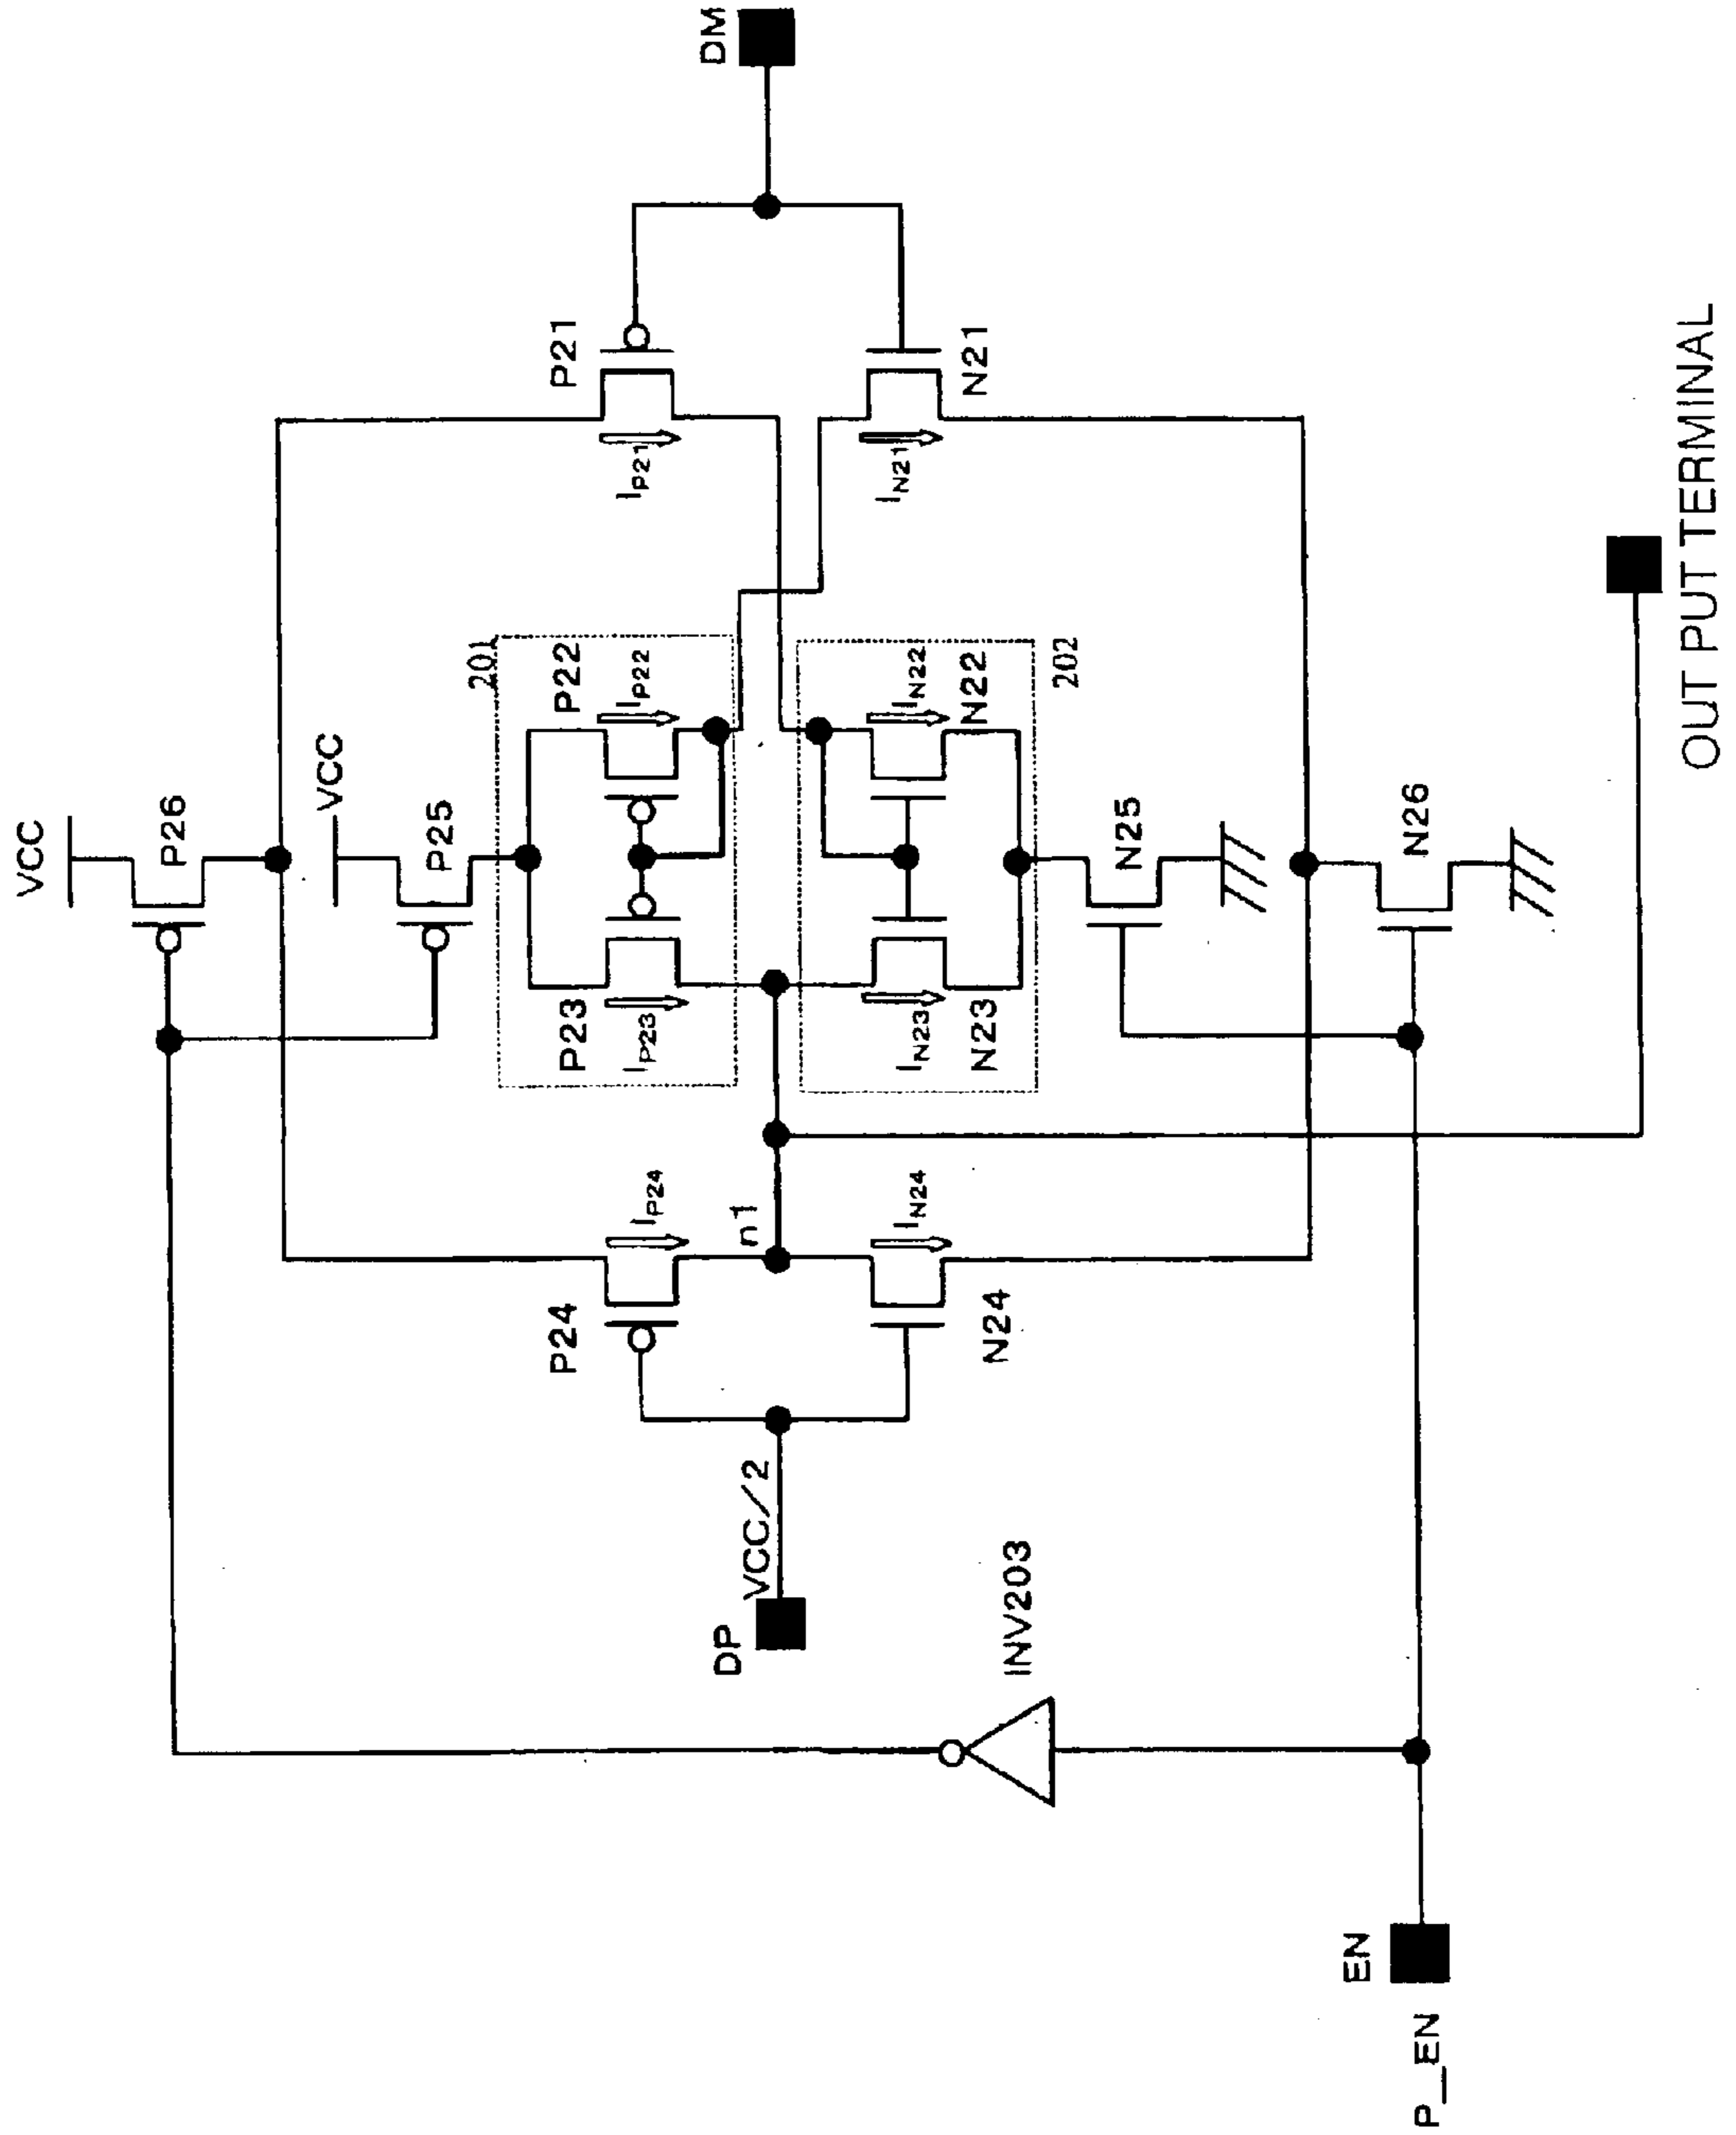 VCC
P26
VCC
P25
201
P22
IP22
P23
IP23
P21
IP21
DM
P24
IP24
n1
DP
VCC/2
N24
IN24
N23
IN23
N22
IN22
202
N21
IN21
N25
N26
INV203
EN
P_EN
OUT PUT TERMINAL